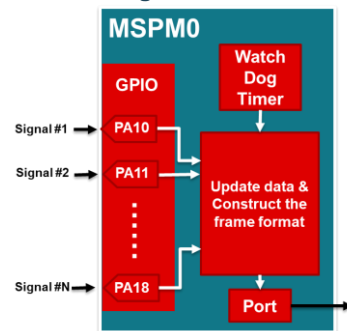 MSPM0
GPIO
Watch
Dog
Timer
Signal #1
PA10
Signal #2
PA11
Update data &
Construct the
frame format
Signal #N
PA18
Port